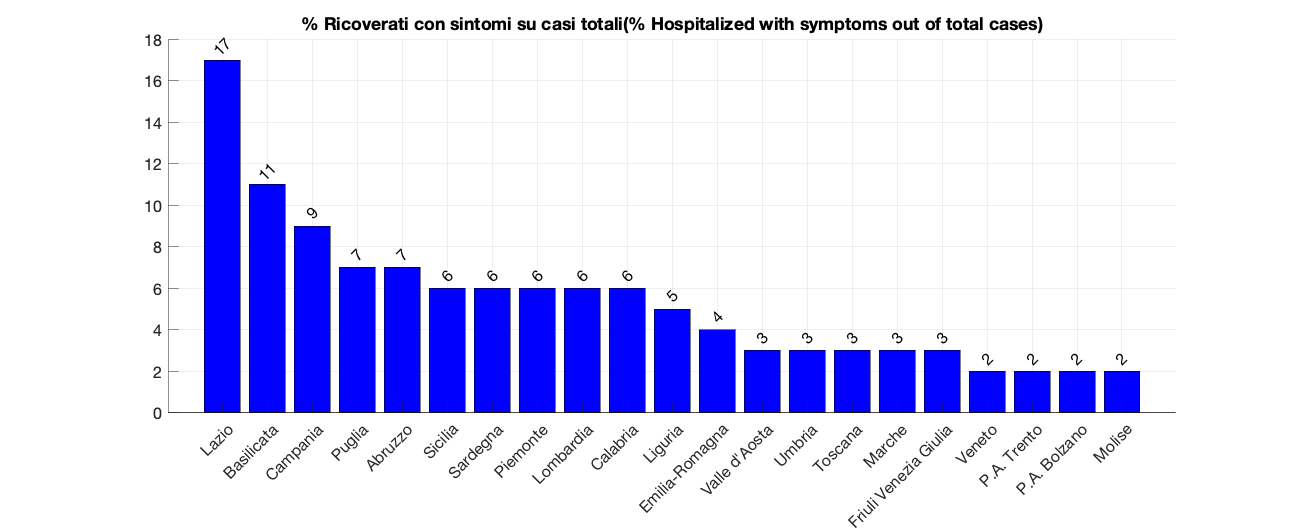 % Ricoverati con sintomi su casi totali(% Hospitalized with symptoms out of total cases)
18
16
14
12
10
8
6
4
2
0
17
11
9
7
7
6
6
6
6
6
5
4
3
3
3
3
3
2
2
2
2
Lazio
Basilicata
Campania
Puglia
Abruzzo
Sicilia
Sardegna
Piemonte
Lombardia
Calabria
Liguria
Emilia-Romagna
Valle d'Aosta
Umbria
Toscana
Marche
Friuli Venezia Giulia
Veneto
P.A. Trento
P.A. Bolzano
Molise